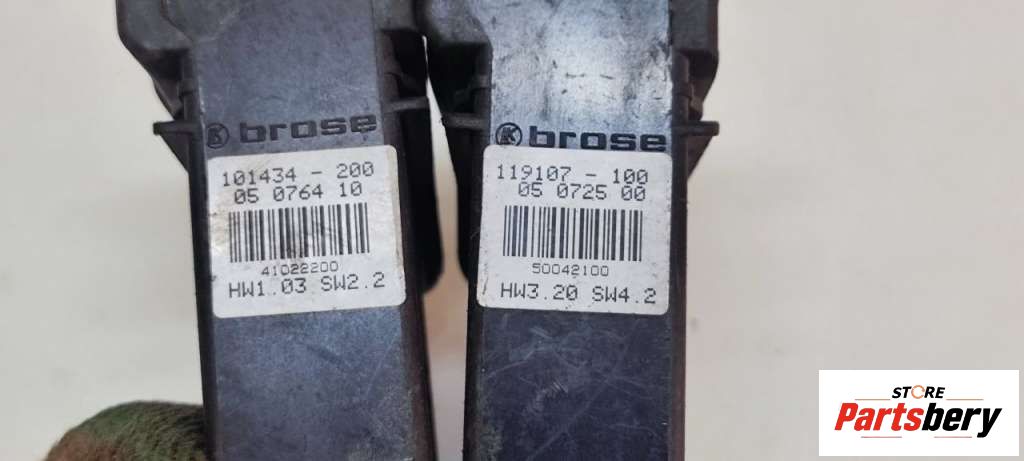 brose
101434 - 200
05 0764 10
41022200
HW1.03 SW2.2
K brose
119107 - 100
05 0725 00
50042100
HW3.20 SW4.2
STORE
Partsbery